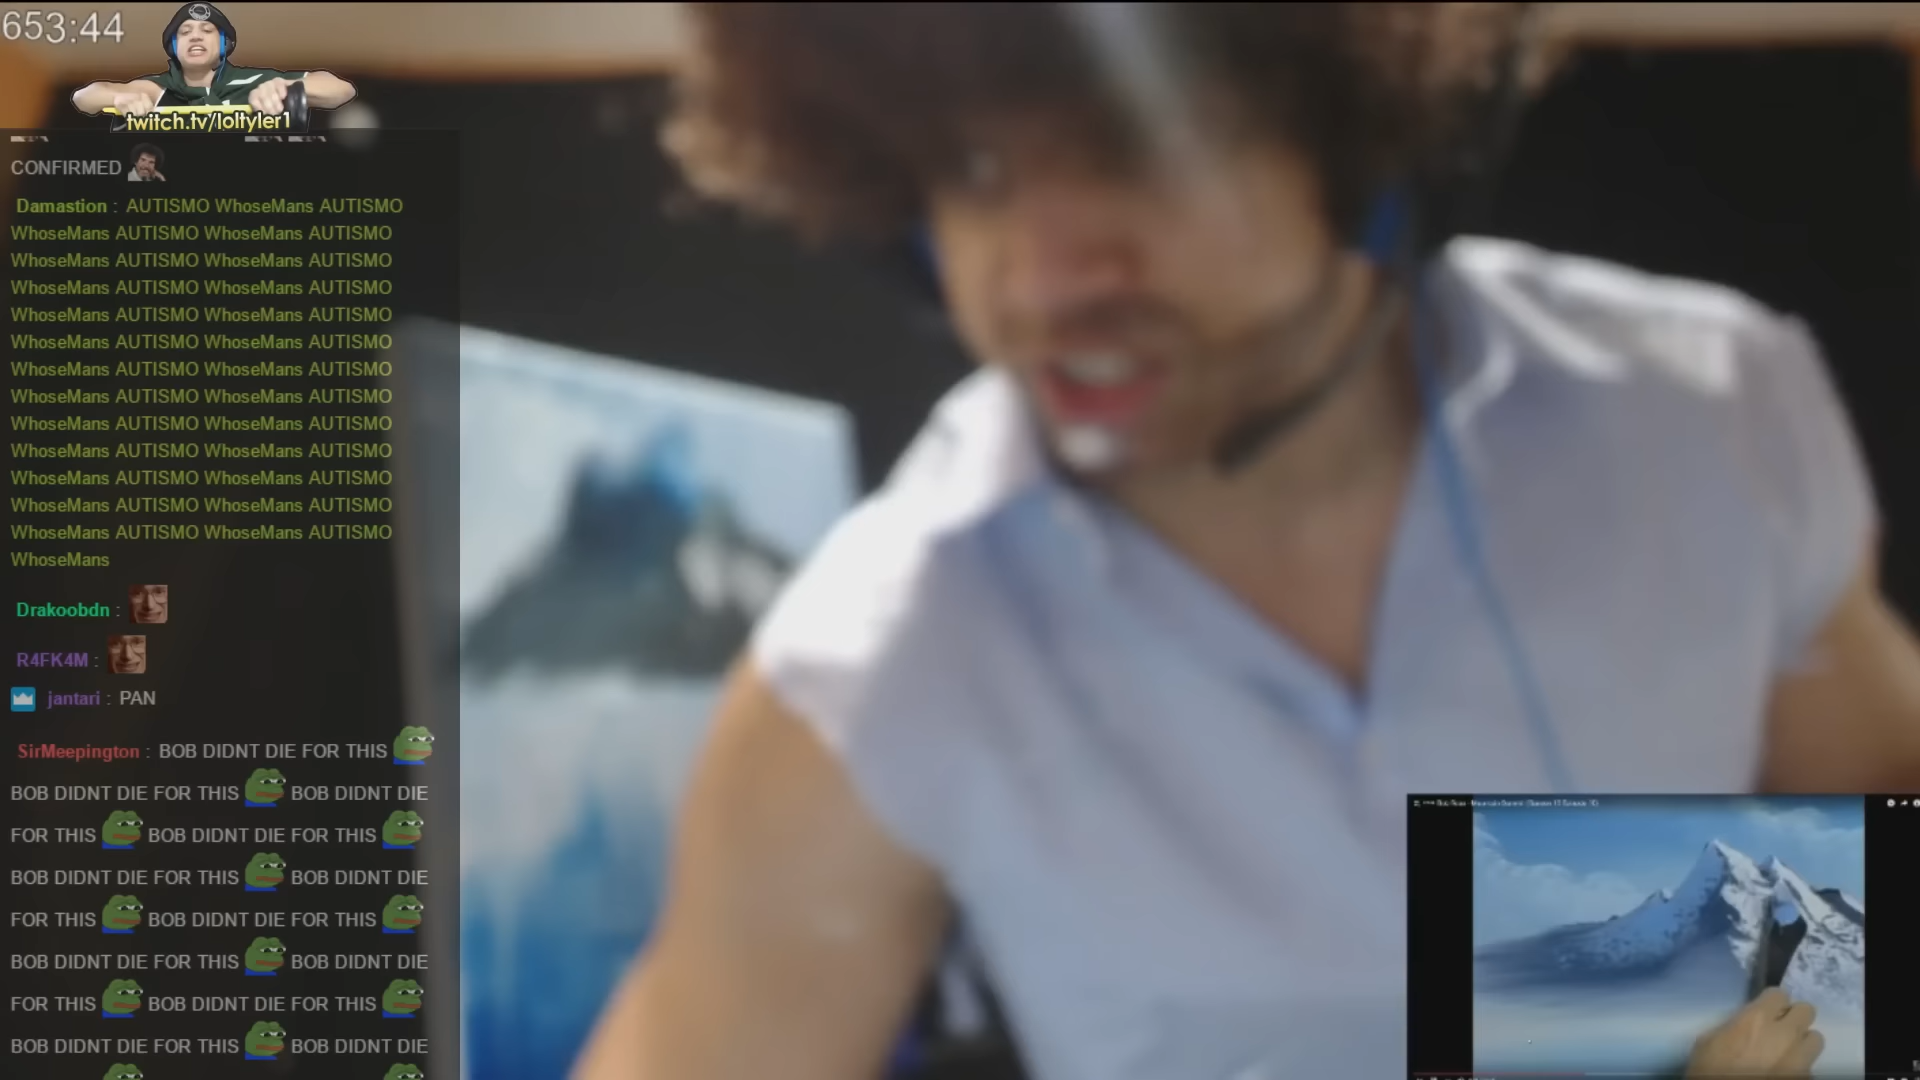 653:44
twitch.tv/loltyler1
CONFIRMED
Damastion : AUTISMO WhoseMans AUTISMO
WhoseMans AUTISMO WhoseMans AUTISMO
WhoseMans AUTISMO WhoseMans AUTISMO
WhoseMans AUTISMO WhoseMans AUTISMO
WhoseMans AUTISMO WhoseMans AUTISMO
WhoseMans AUTISMO WhoseMans AUTISMO
WhoseMans AUTISMO WhoseMans AUTISMO
WhoseMans AUTISMO WhoseMans AUTISMO
WhoseMans AUTISMO WhoseMans AUTISMO
WhoseMans AUTISMO WhoseMans AUTISMO
WhoseMans AUTISMO WhoseMans AUTISMO
WhoseMans AUTISMO WhoseMans AUTISMO
WhoseMans AUTISMO WhoseMans AUTISMO
WhoseMans
Drakoobdn :
R4FK4M :
jantari : PAN
SirMeepington : BOB DIDNT DIE FOR THIS
BOB DIDNT DIE FOR THIS BOB DIDNT DIE
FOR THIS BOB DIDNT DIE FOR THIS
BOB DIDNT DIE FOR THIS BOB DIDNT DIE
FOR THIS BOB DIDNT DIE FOR THIS
BOB DIDNT DIE FOR THIS BOB DIDNT DIE
FOR THIS BOB DIDNT DIE FOR THIS
BOB DIDNT DIE FOR THIS BOB DIDNT DIE
Bob Ross - Mountain Summit